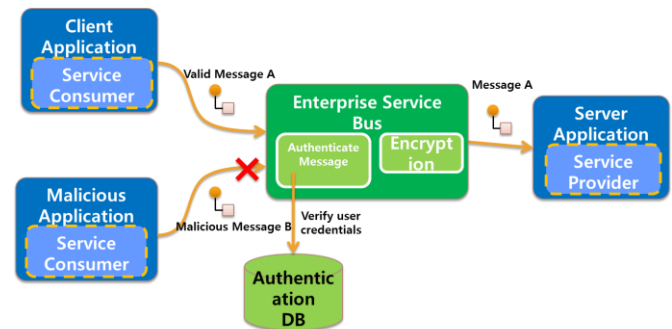 Client
Application
Service
Consumer
Valid Message A
Malicious
Application
Service
Consumer
Malicious Message B
Enterprise Service
Bus
Authenticate
Message
Encrypt
ion
Verify user
credentials
Authentic
ation
DB
Message A
Server
Application
Service
Provider